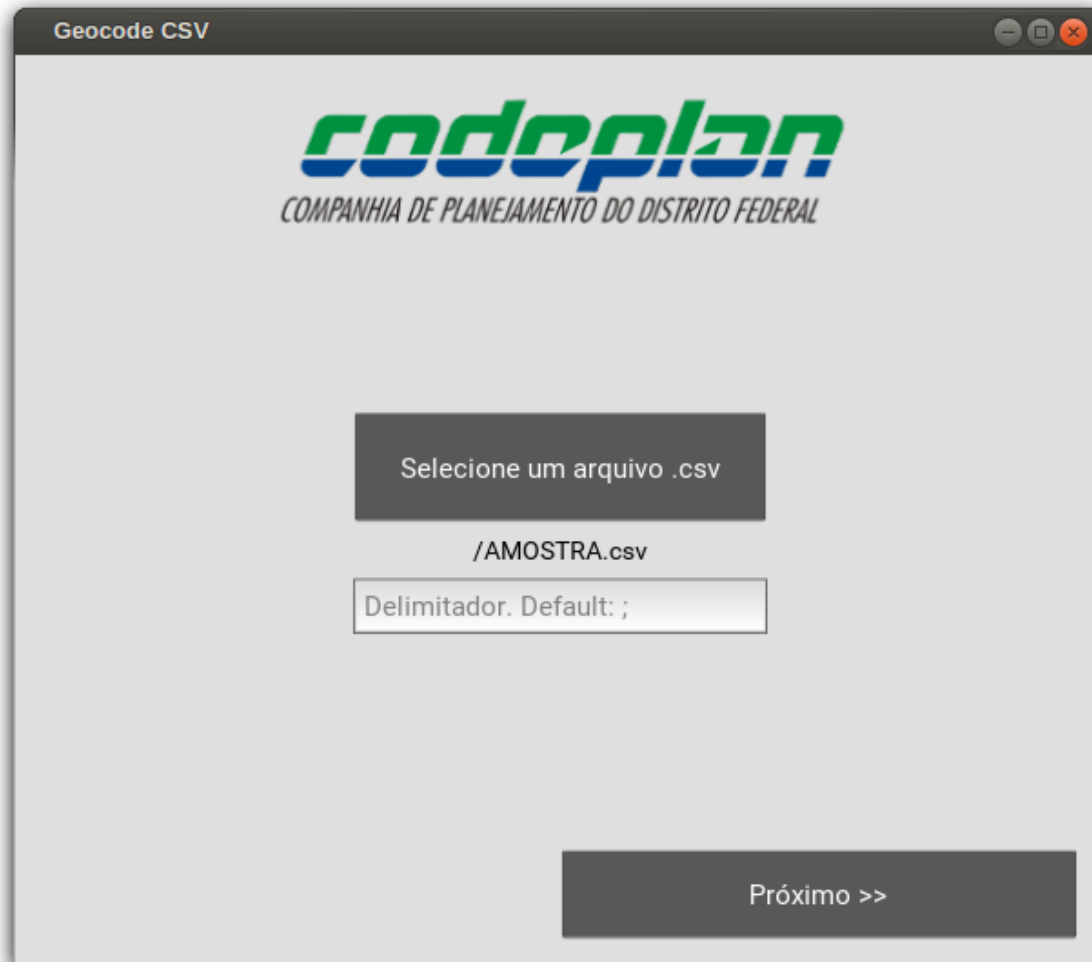 Geocode CSV
codeplan
COMPANHIA DE PLANEJAMENTO DO DISTRITO FEDERAL
Selecione um arquivo .csv
/AMOSTRA.csv
Delimitador. Default: ;
Próximo >>